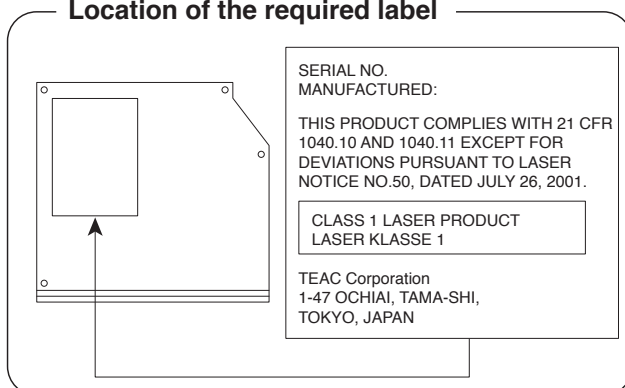 Location of the required label
SERIAL NO.
MANUFACTURED:
THIS PRODUCT COMPLIES WITH 21 CFR
1040.10 AND 1040.11 EXCEPT FOR
DEVIATIONS PURSUANT TO LASER
NOTICE NO.50, DATED JULY 26, 2001.
CLASS 1 LASER PRODUCT
LASER KLASSE 1
TEAC Corporation
1-47 OCHIAI, TAMA-SHI,
TOKYO, JAPAN